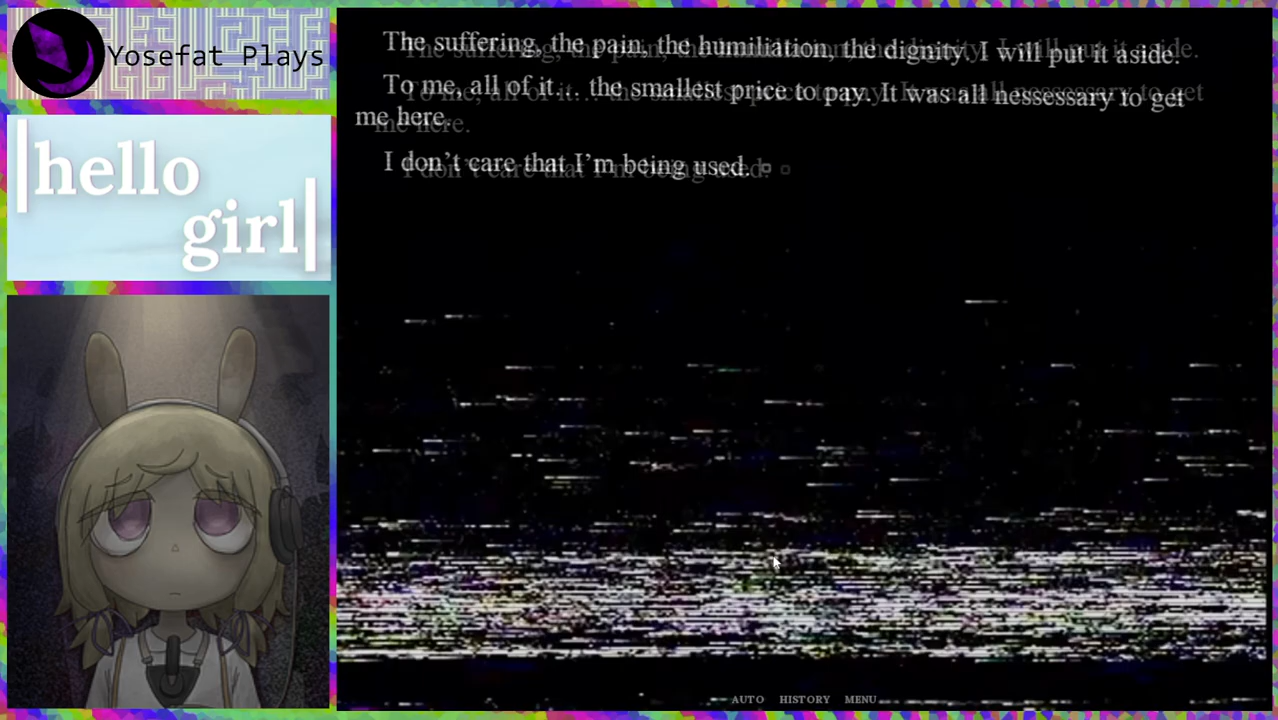 Yosefat Plays
|hello
girl|
The suffering, the pain, the humiliation, the dignity. I will put it aside.
To me, all of it… the smallest price to pay. It was all nessessary to get
me here.
I don't care that I'm being used.
AUTO HISTORY MENU